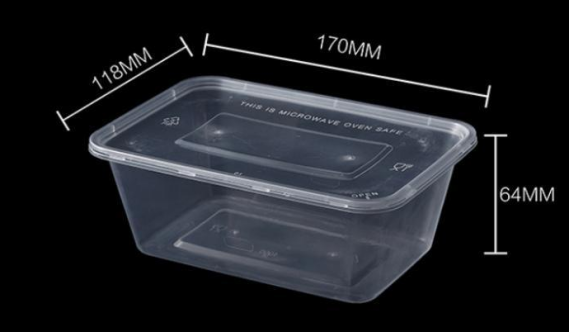 118MM
170MM
THIS IS MICROWAVE OVEN SAFE
OPEN
64MM